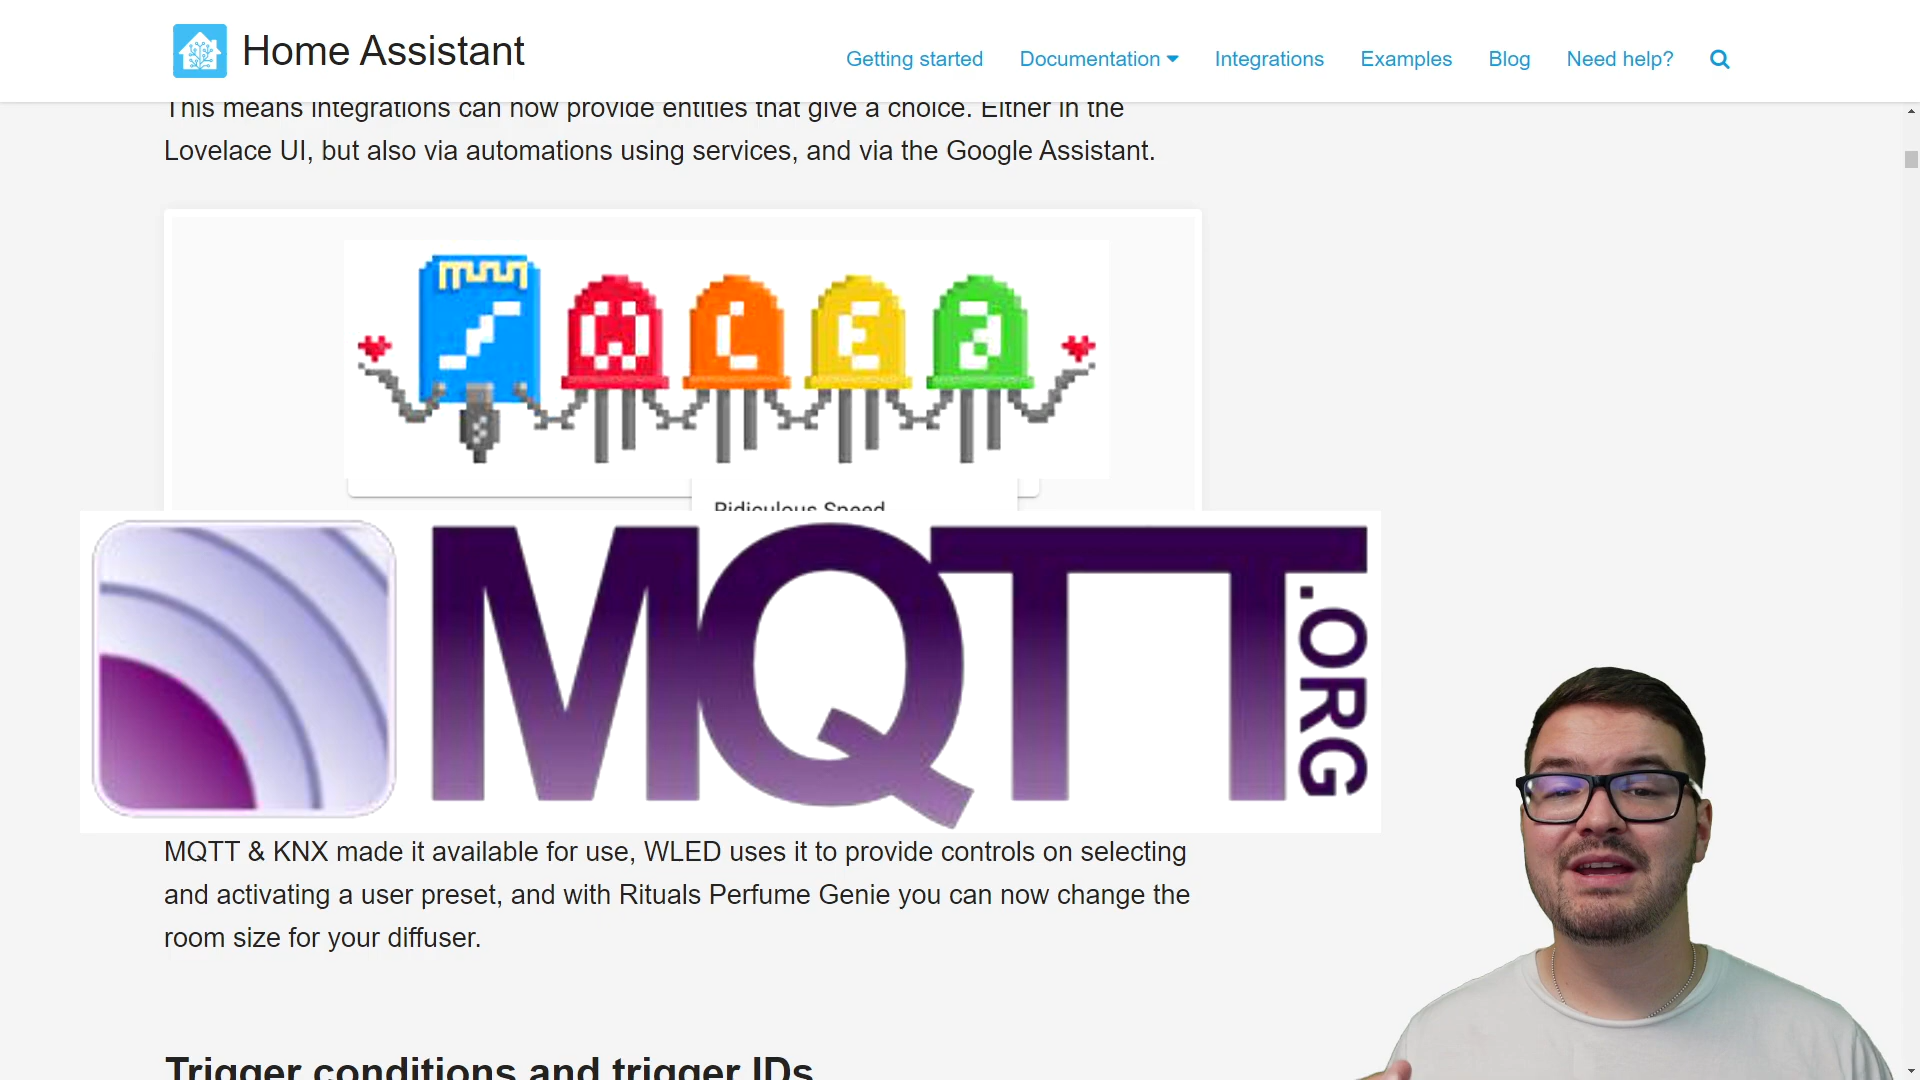 Home Assistant
Getting started
Documentation
Integrations
Examples
Blog
Need help?
This means integrations can now provide entities that give a choice. Either in the
Lovelace UI, but also via automations using services, and via the Google Assistant.
WLED
Ridiculous Speed
MQTT
.ORG
MQTT & KNX made it available for use, WLED uses it to provide controls on selecting
and activating a user preset, and with Rituals Perfume Genie you can now change the
room size for your diffuser.
Trigger conditions and trigger IDs